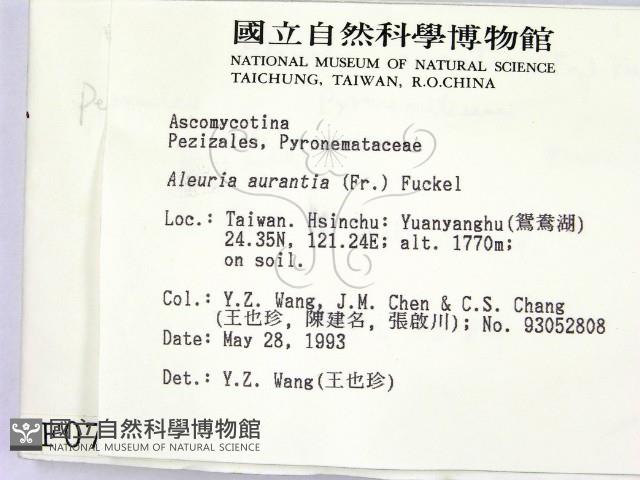 國立自然科學博物館
NATIONAL MUSEUM OF NATURAL SCIENCE
TAICHUNG, TAIWAN, R.O.CHINA
Ascomycotina
Pezizales, Pyronemataceae
Aleuria aurantia (Fr.) Fuckel
Loc.: Taiwan. Hsinchu: Yuanyanghu(鴛鴦湖)
24.35N, 121.24E; alt. 1770m;
on soil.
Col.: Y.Z. Wang, J.M. Chen & C.S. Chang
(王也珍, 陳建名, 張啟川); No. 93052808
Date: May 28, 1993
Det.: Y.Z. Wang(王也珍)
F07
國立自然科學博物館
NATIONAL MUSEUM OF NATURAL SCIENCE